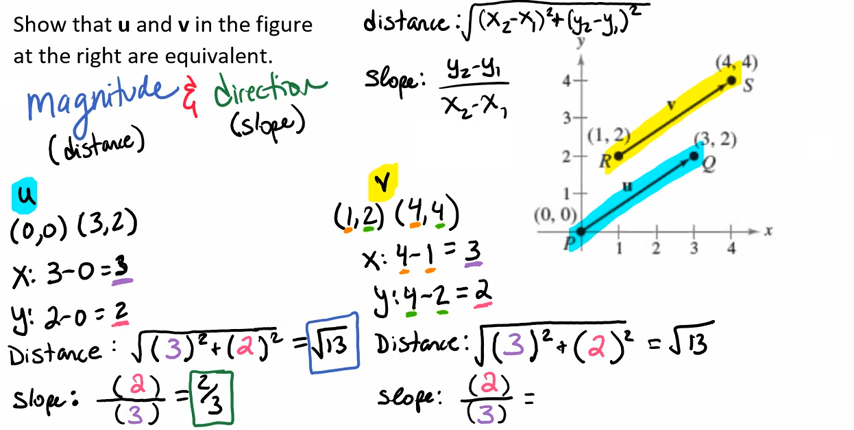 Show that u and v in the figure
at the right are equivalent.
magnitude & direction
(distance) (slope)
distance: √(x₂-x₁)²+(y₂-y₁)²
slope: y₂-y₁
x₂-x₁
y
(4, 4)
4
S
v
3
(1, 2)
(3, 2)
2
R
Q
u
1
(0, 0)
P
1 2 3 4
x
u
(0,0) (3,2)
x: 3-0=3
y: 2-0=2
Distance: √(3)²+(2)² = √13
slope: (2)/(3) = 2/3
v
(1,2) (4,4)
x: 4-1=3
y: 4-2=2
Distance: √(3)²+(2)² = √13
slope: (2)/(3) =